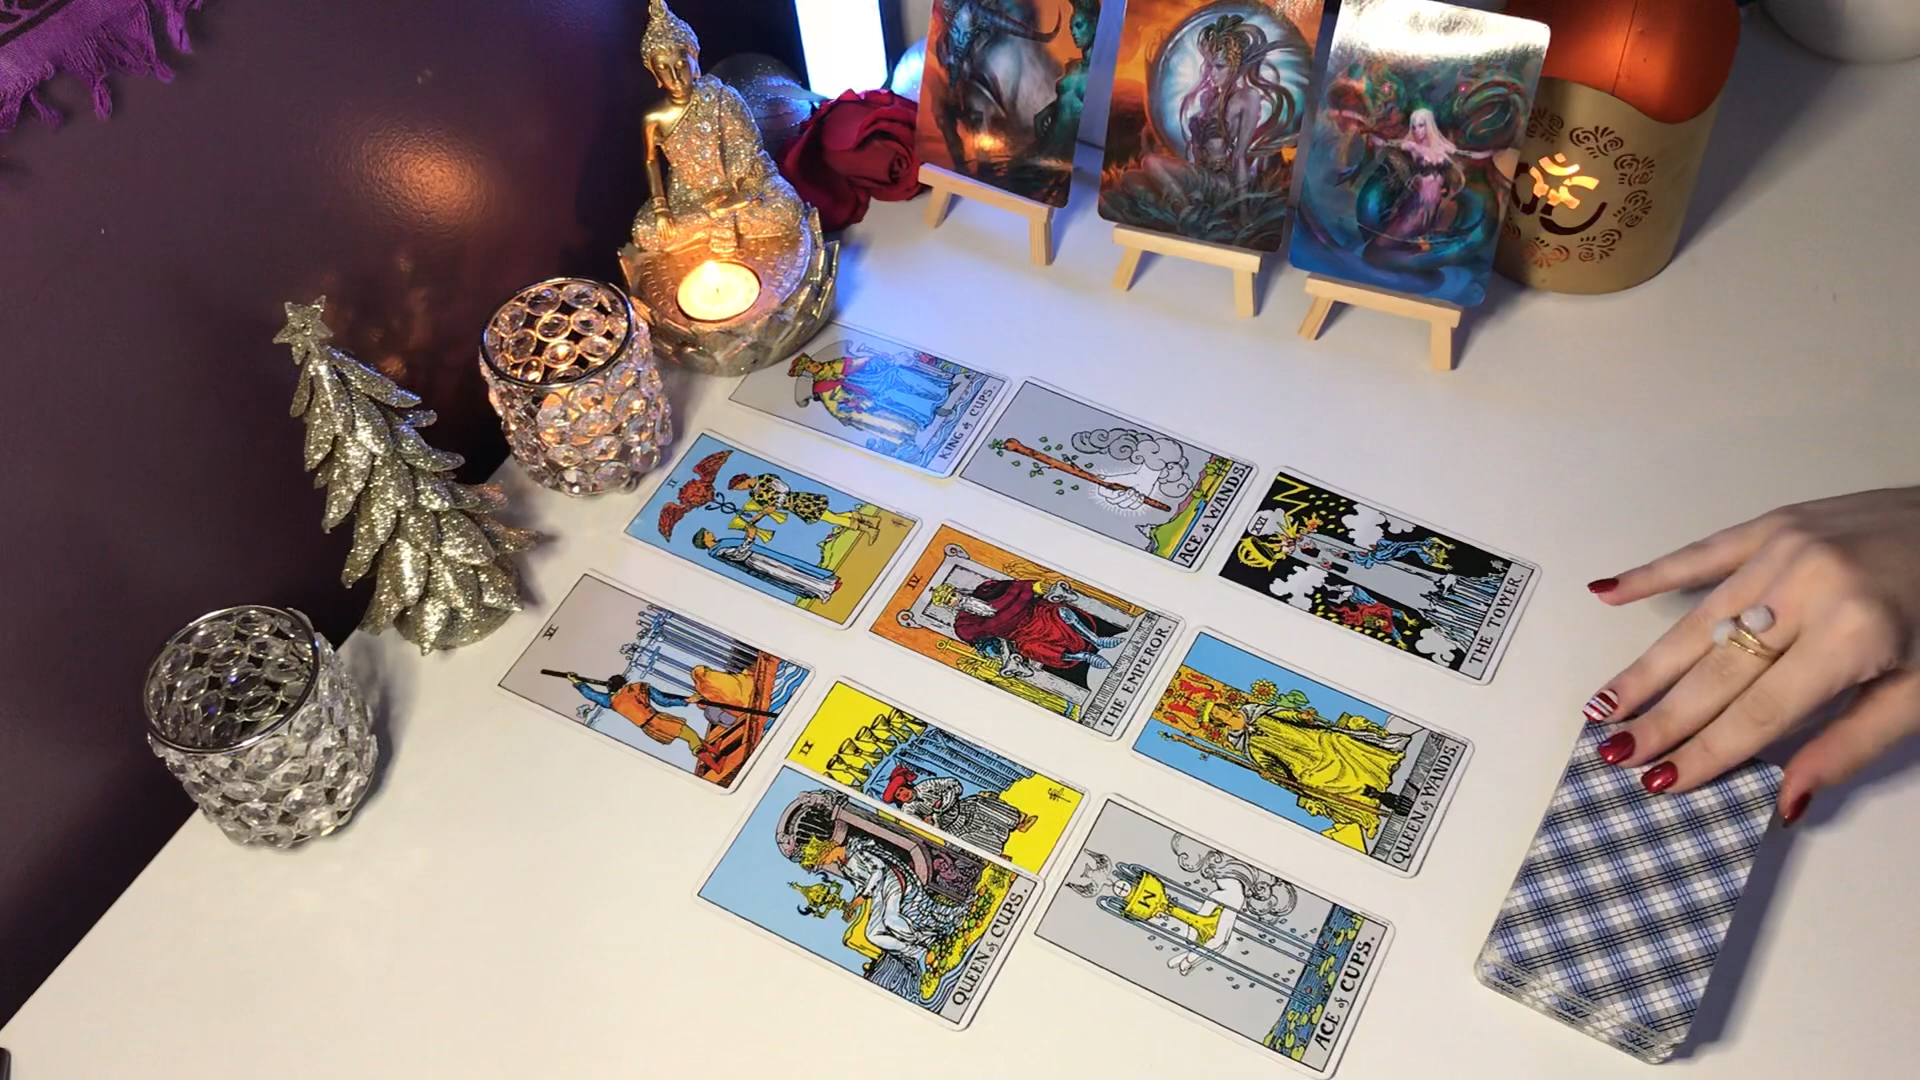 KING of CUPS.
ACE of WANDS.
XVI
THE TOWER.
II
IV
THE EMPEROR.
QUEEN of WANDS.
VI
IX
QUEEN of CUPS.
W
ACE of CUPS.
ॐ